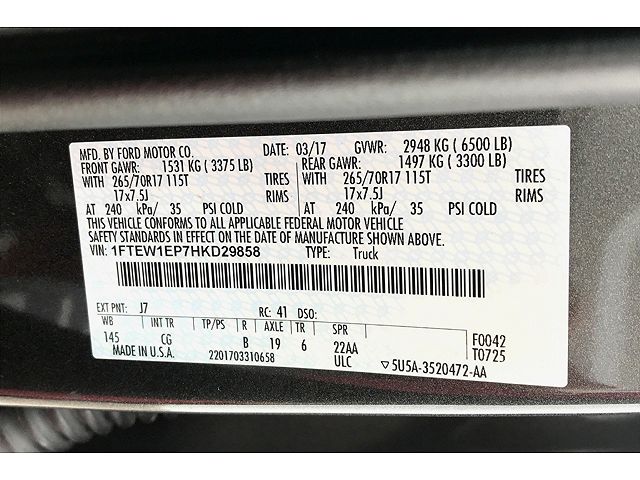 MFD. BY FORD MOTOR CO. DATE: 03/17 GVWR: 2948 KG ( 6500 LB)
FRONT GAWR: 1531 KG ( 3375 LB) REAR GAWR: 1497 KG ( 3300 LB)
WITH 265/70R17 115T TIRES WITH 265/70R17 115T TIRES
17x7.5J RIMS 17x7.5J RIMS
AT 240 kPa/ 35 PSI COLD AT 240 kPa/ 35 PSI COLD
THIS VEHICLE CONFORMS TO ALL APPLICABLE FEDERAL MOTOR VEHICLE
SAFETY STANDARDS IN EFFECT ON THE DATE OF MANUFACTURE SHOWN ABOVE.
VIN: 1FTEW1EP7HKD29858 TYPE: Truck
EXT PNT: J7 RC: 41 DSO:
WB INT TR TP/PS R AXLE TR SPR F0042
145 CG B 19 6 22AA T0725
MADE IN U.S.A. 2201703310658 ULC ▽5U5A-3520472-AA